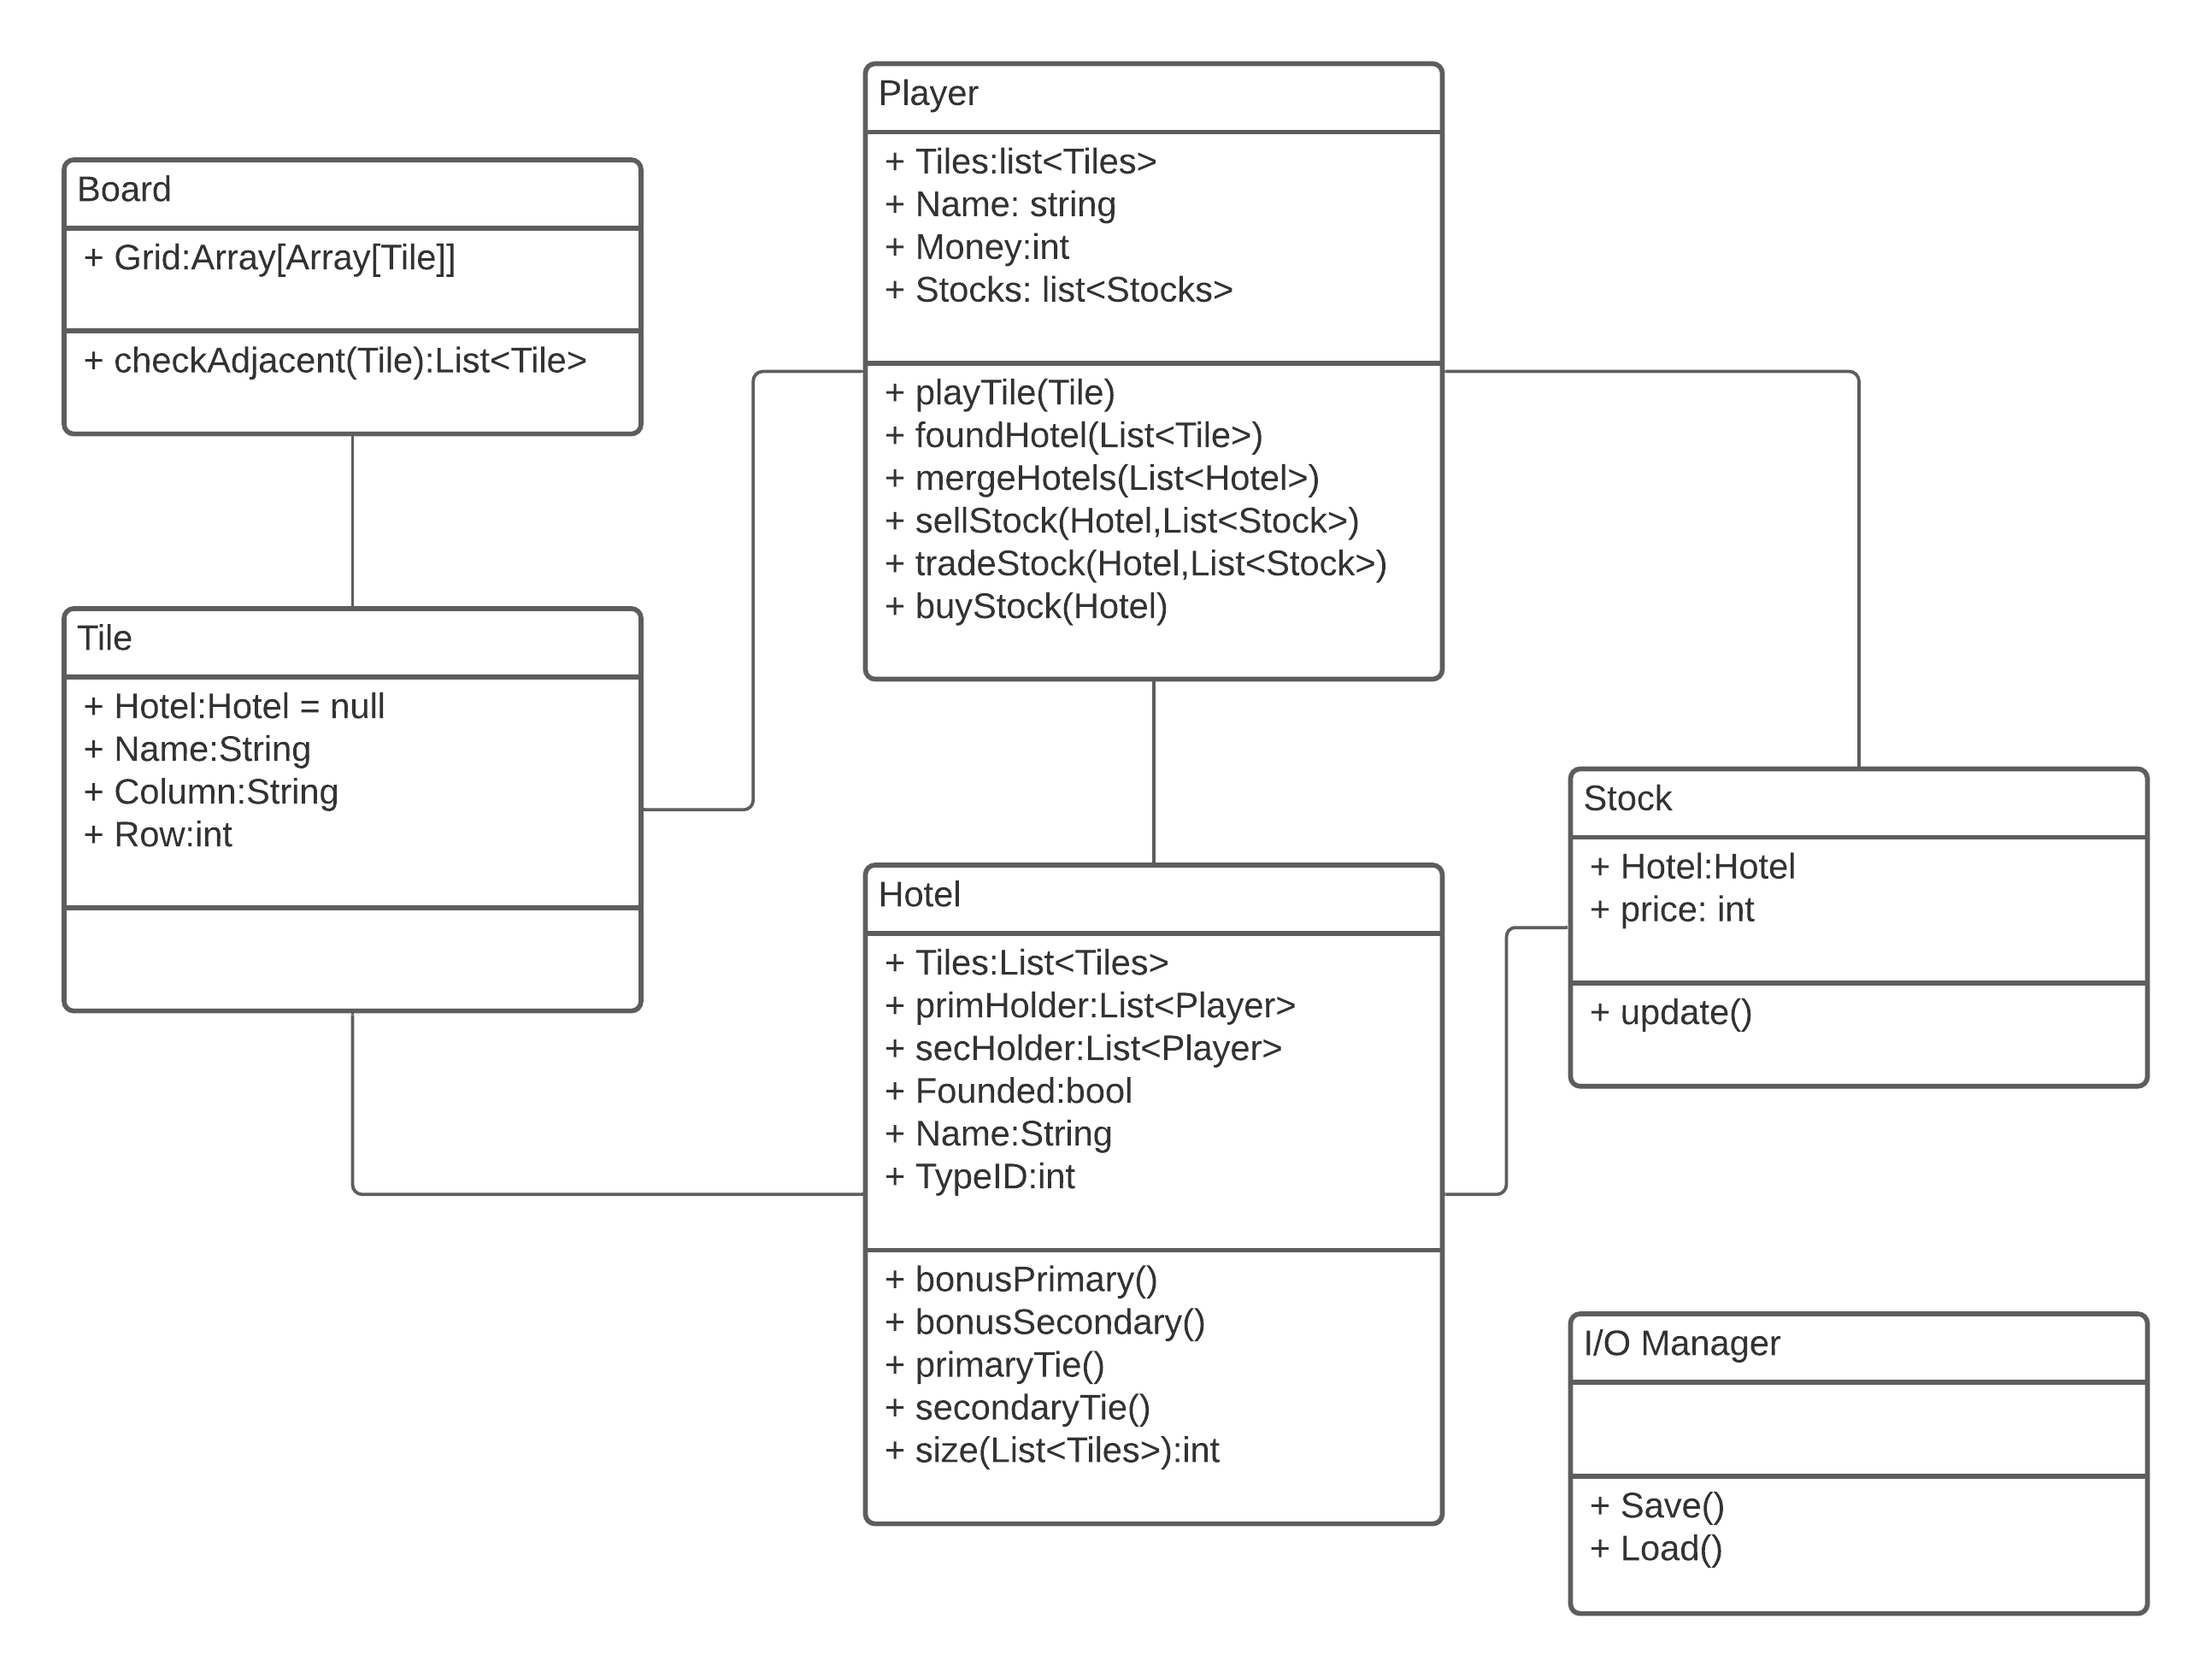 Board
+ Grid:Array[Array[Tile]]
+ checkAdjacent(Tile):List<Tile>
Player
+ Tiles:list<Tiles>
+ Name: string
+ Money:int
+ Stocks: list<Stocks>
+ playTile(Tile)
+ foundHotel(List<Tile>)
+ mergeHotels(List<Hotel>)
+ sellStock(Hotel,List<Stock>)
+ tradeStock(Hotel,List<Stock>)
+ buyStock(Hotel)
Tile
+ Hotel:Hotel = null
+ Name:String
+ Column:String
+ Row:int
Hotel
+ Tiles:List<Tiles>
+ primHolder:List<Player>
+ secHolder:List<Player>
+ Founded:bool
+ Name:String
+ TypeID:int
+ bonusPrimary()
+ bonusSecondary()
+ primaryTie()
+ secondaryTie()
+ size(List<Tiles>):int
Stock
+ Hotel:Hotel
+ price: int
+ update()
I/O Manager
+ Save()
+ Load()